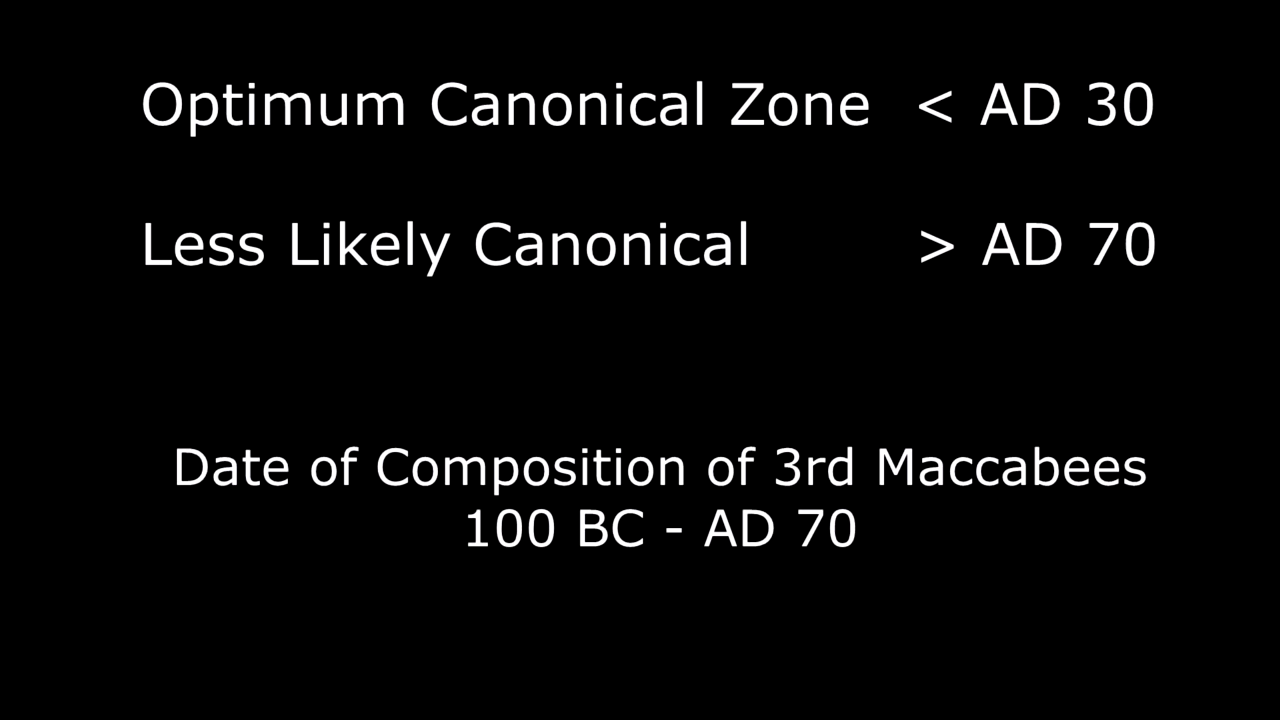 Optimum Canonical Zone < AD 30
Less Likely Canonical > AD 70
Date of Composition of 3rd Maccabees
100 BC - AD 70